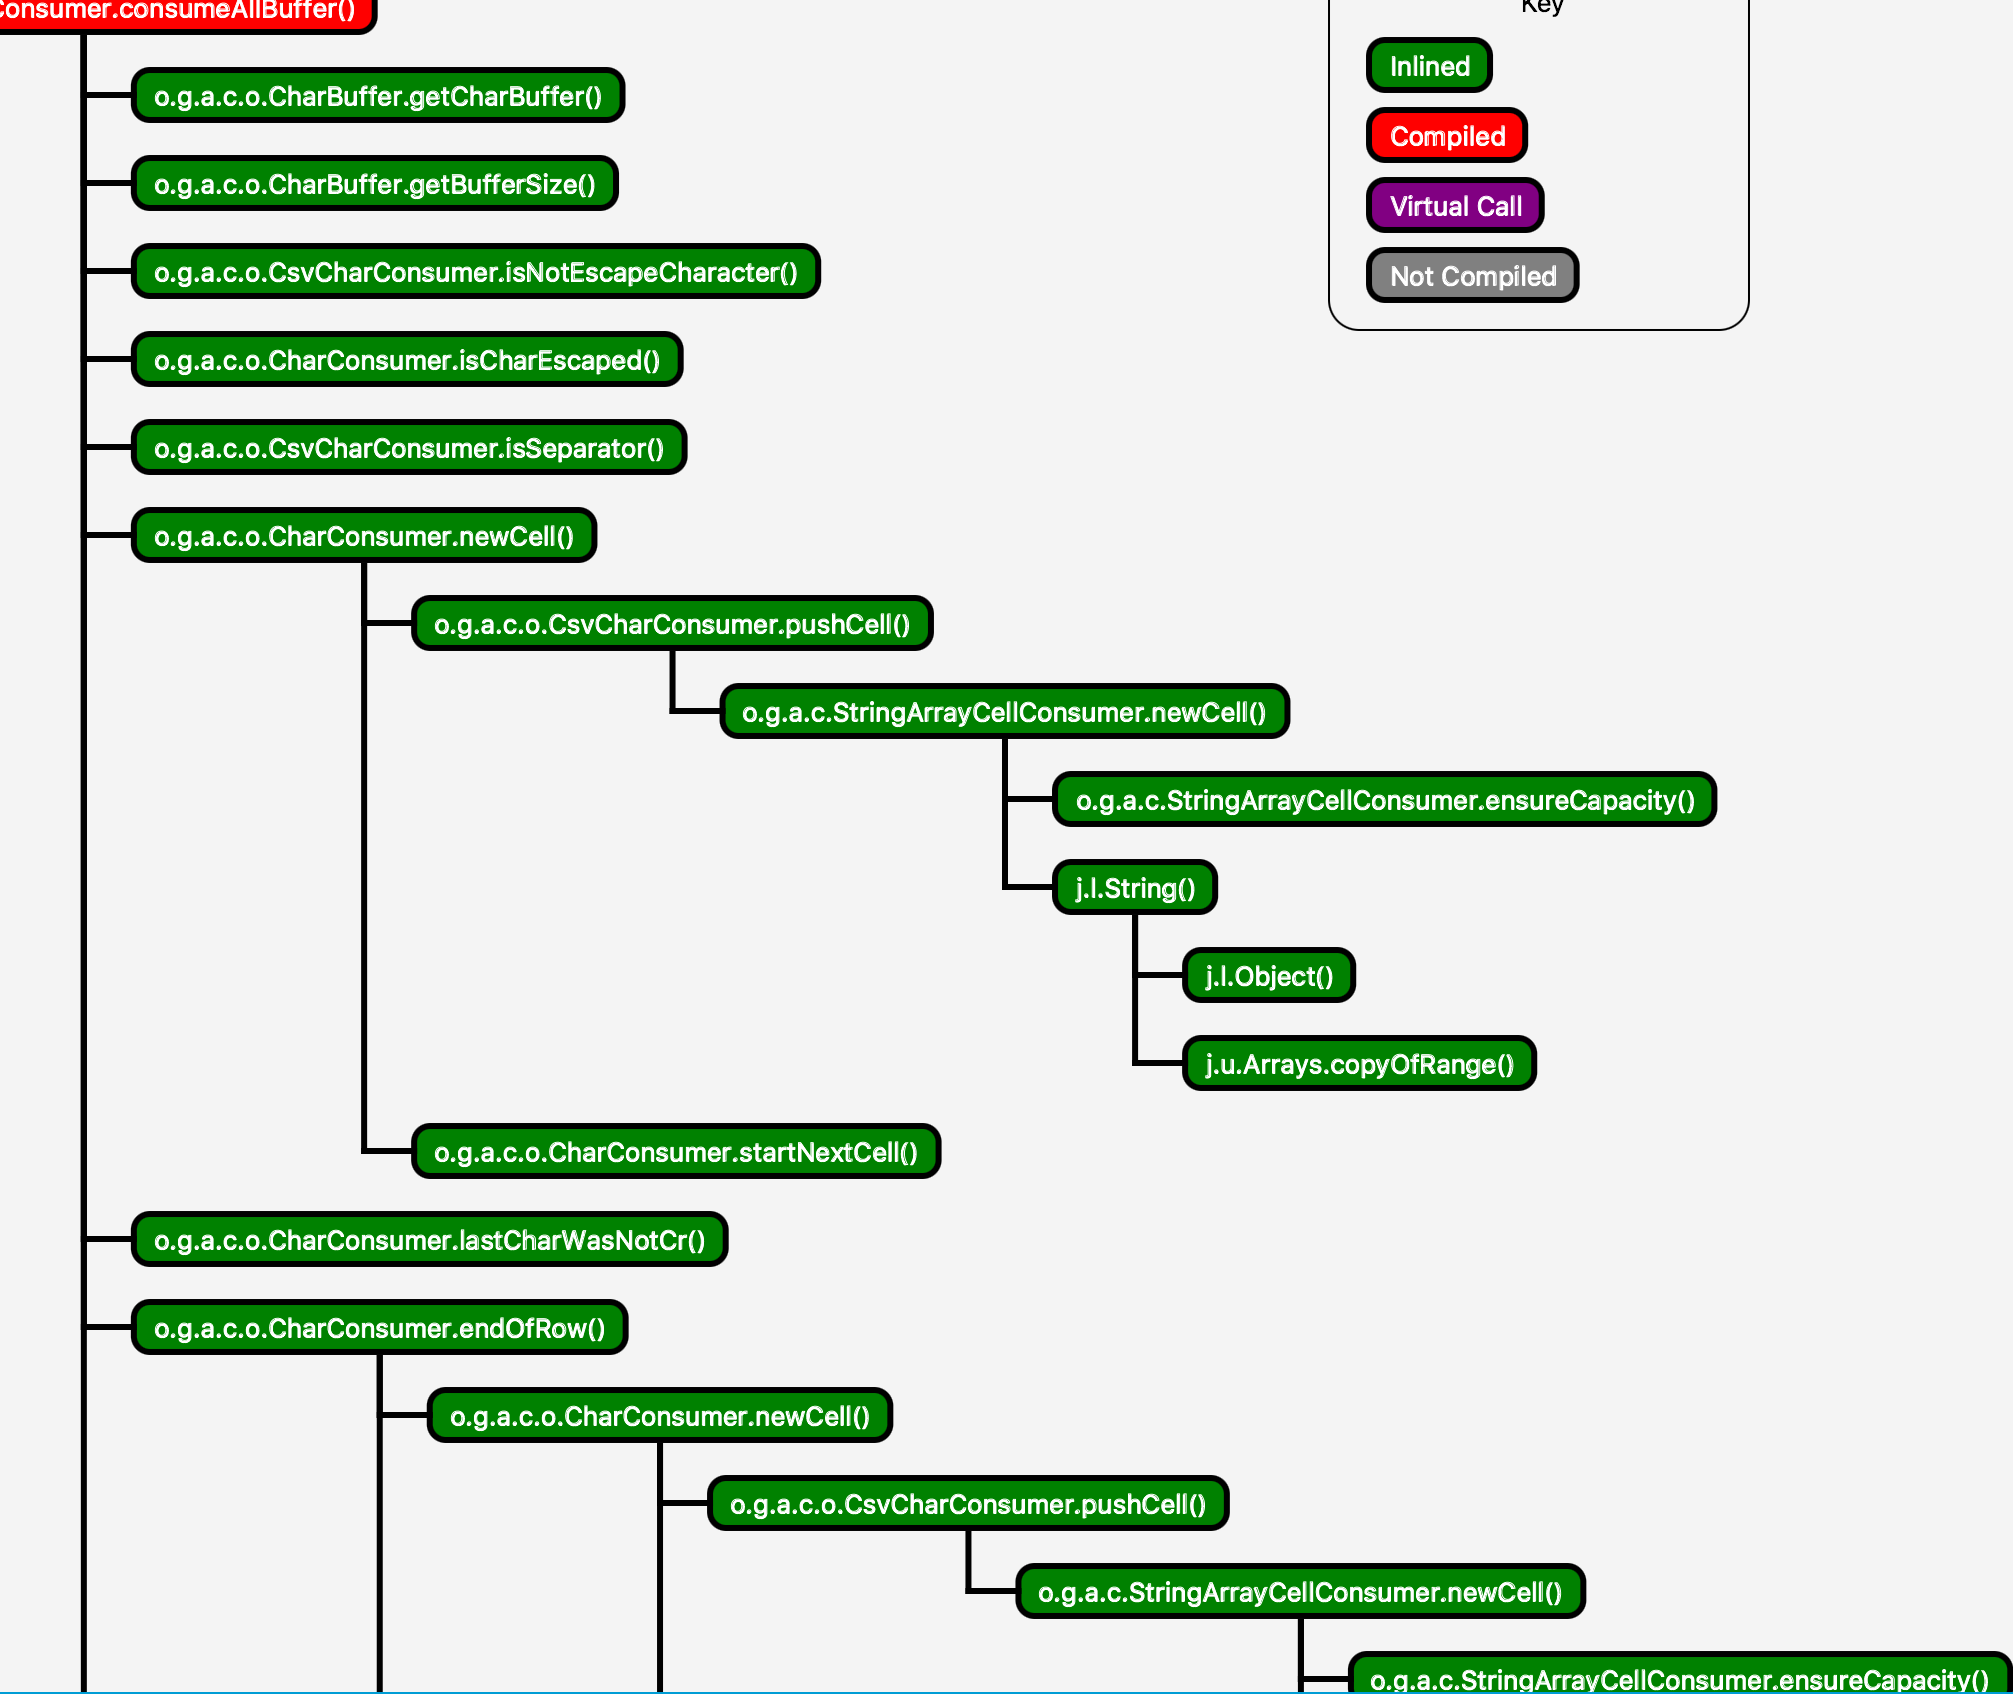 Consumer.consumeAllBuffer()
Key
Inlined
Compiled
Virtual Call
Not Compiled
o.g.a.c.o.CharBuffer.getCharBuffer()
o.g.a.c.o.CharBuffer.getBufferSize()
o.g.a.c.o.CsvCharConsumer.isNotEscapeCharacter()
o.g.a.c.o.CharConsumer.isCharEscaped()
o.g.a.c.o.CsvCharConsumer.isSeparator()
o.g.a.c.o.CharConsumer.newCell()
o.g.a.c.o.CsvCharConsumer.pushCell()
o.g.a.c.StringArrayCellConsumer.newCell()
o.g.a.c.StringArrayCellConsumer.ensureCapacity()
j.l.String()
j.l.Object()
j.u.Arrays.copyOfRange()
o.g.a.c.o.CharConsumer.startNextCell()
o.g.a.c.o.CharConsumer.lastCharWasNotCr()
o.g.a.c.o.CharConsumer.endOfRow()
o.g.a.c.o.CharConsumer.newCell()
o.g.a.c.o.CsvCharConsumer.pushCell()
o.g.a.c.StringArrayCellConsumer.newCell()
o.g.a.c.StringArrayCellConsumer.ensureCapacity()